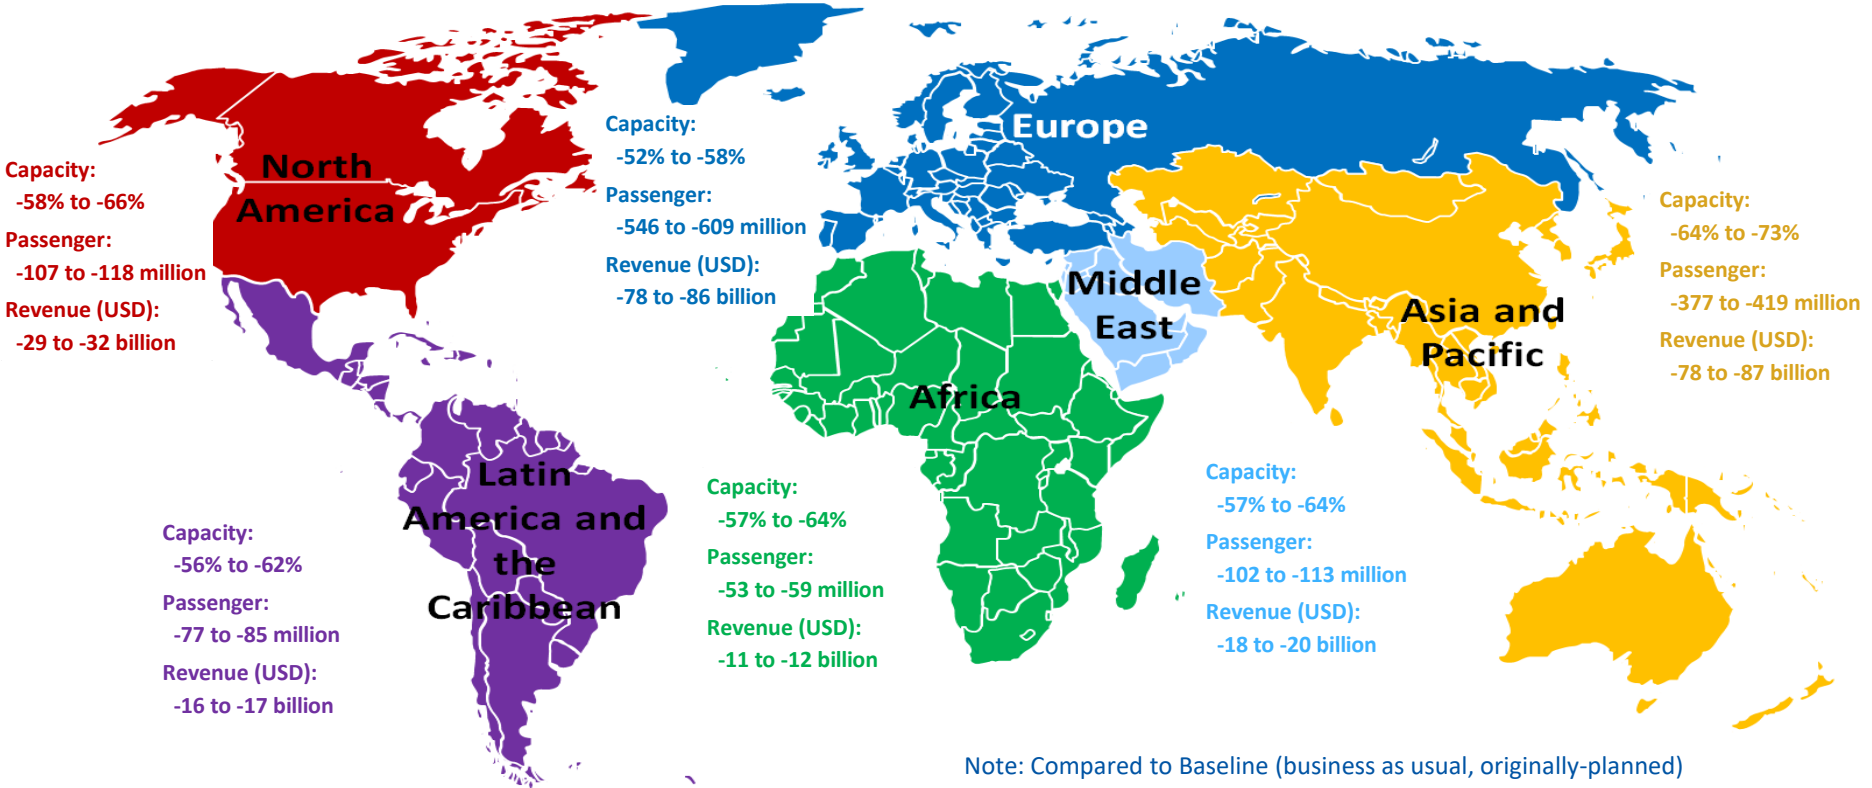 North
America
Capacity:
-58% to -66%
Passenger:
-107 to -118 million
Revenue (USD):
-29 to -32 billion
Europe
Capacity:
-52% to -58%
Passenger:
-546 to -609 million
Revenue (USD):
-78 to -86 billion
Asia and
Pacific
Capacity:
-64% to -73%
Passenger:
-377 to -419 million
Revenue (USD):
-78 to -87 billion
Latin
America and
the
Caribbean
Capacity:
-56% to -62%
Passenger:
-77 to -85 million
Revenue (USD):
-16 to -17 billion
Africa
Capacity:
-57% to -64%
Passenger:
-53 to -59 million
Revenue (USD):
-11 to -12 billion
Middle
East
Capacity:
-57% to -64%
Passenger:
-102 to -113 million
Revenue (USD):
-18 to -20 billion
Note: Compared to Baseline (business as usual, originally-planned)